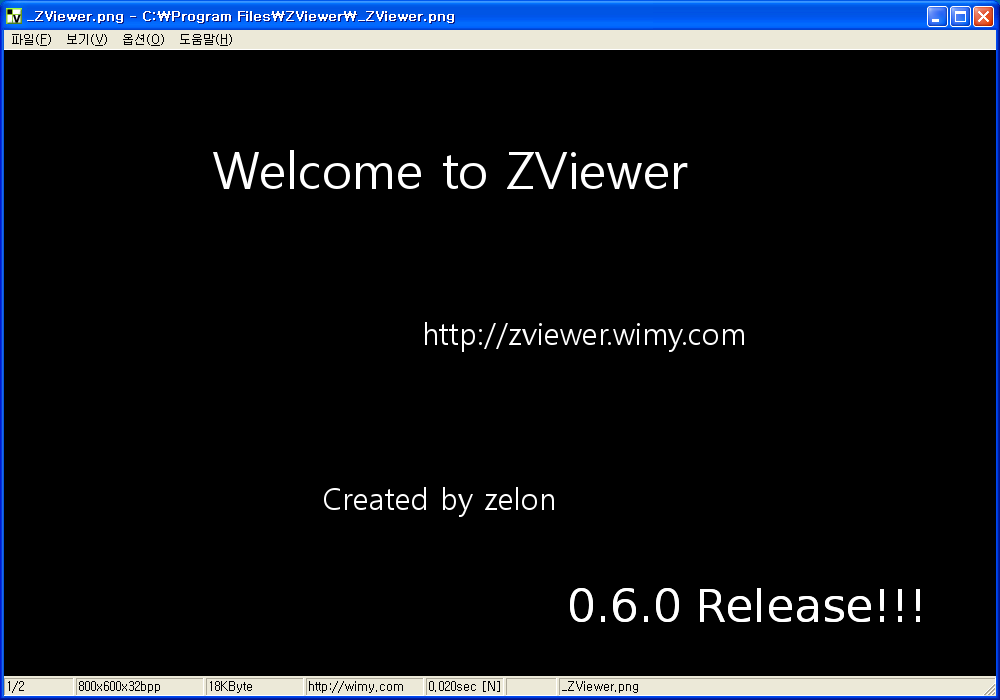 _ZViewer.png - C:₩Program Files₩ZViewer₩_ZViewer.png
파일(F) 보기(V) 옵션(O) 도움말(H)
Welcome to ZViewer
http://zviewer.wimy.com
Created by zelon
0.6.0 Release!!!
1/2 800x600x32bpp 18KByte http://wimy.com 0.020sec [N] _ZViewer.png